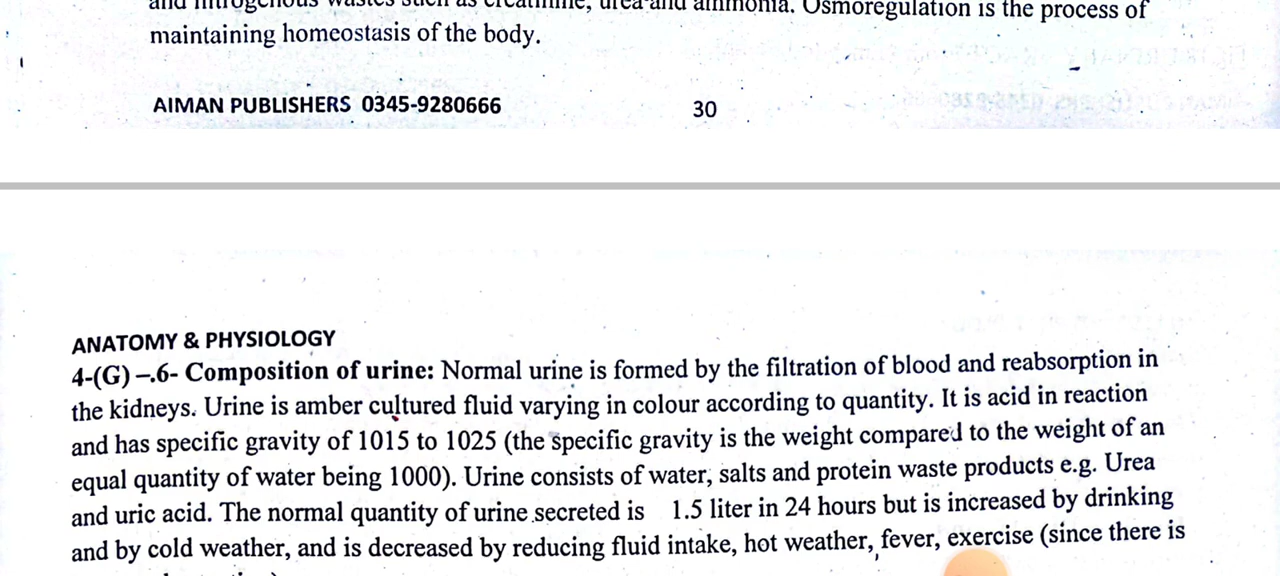 and nitrogenous wastes such as creatinine, urea and ammonia. Osmoregulation is the process of
maintaining homeostasis of the body.
AIMAN PUBLISHERS 0345-9280666 30
ANATOMY & PHYSIOLOGY
4-(G) –.6- Composition of urine: Normal urine is formed by the filtration of blood and reabsorption in
the kidneys. Urine is amber cultured fluid varying in colour according to quantity. It is acid in reaction
and has specific gravity of 1015 to 1025 (the specific gravity is the weight compared to the weight of an
equal quantity of water being 1000). Urine consists of water, salts and protein waste products e.g. Urea
and uric acid. The normal quantity of urine secreted is 1.5 liter in 24 hours but is increased by drinking
and by cold weather, and is decreased by reducing fluid intake, hot weather, fever, exercise (since there is